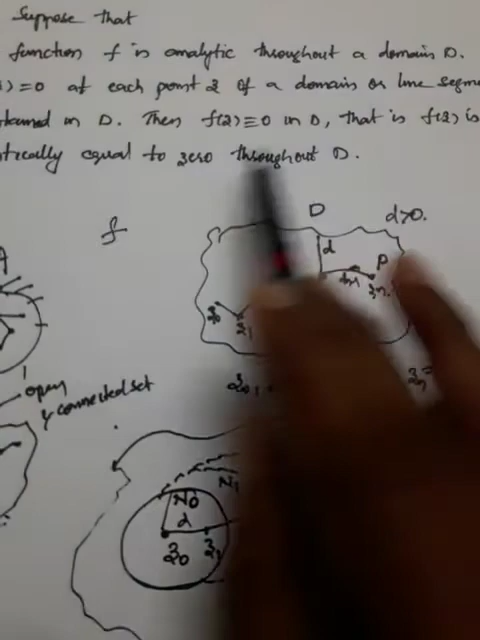 Suppose that
function f is analytic throughout a domain D.
)=0 at each point z of a domain or line segme
tained in D. Then f(z)≡0 in D, that is f(z) is
tically equal to zero throughout D.
f
D
d>0.
d
P
z0
z1
zn
open
& connected set
N0
N1
d
z0
z1